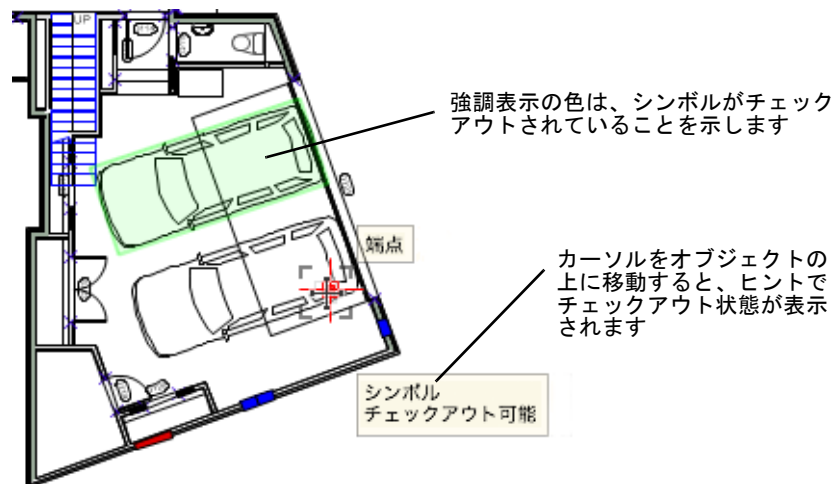 UP
強調表示の色は、シンボルがチェック
アウトされていることを示します
端点
カーソルをオブジェクトの
上に移動すると、ヒントで
チェックアウト状態が表示
されます
シンボル
チェックアウト可能